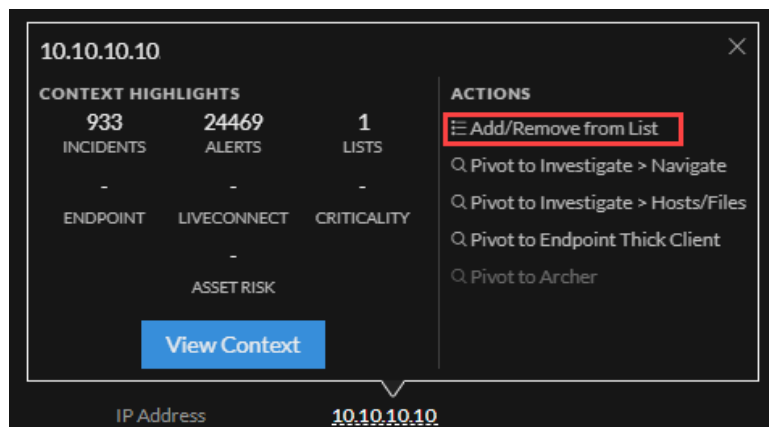 10.10.10.10
CONTEXT HIGHLIGHTS
933 24469 1
INCIDENTS ALERTS LISTS
- - -
ENDPOINT LIVECONNECT CRITICALITY
-
ASSET RISK
View Context
ACTIONS
Add/Remove from List
Pivot to Investigate > Navigate
Pivot to Investigate > Hosts/Files
Pivot to Endpoint Thick Client
Pivot to Archer
IP Address 10.10.10.10